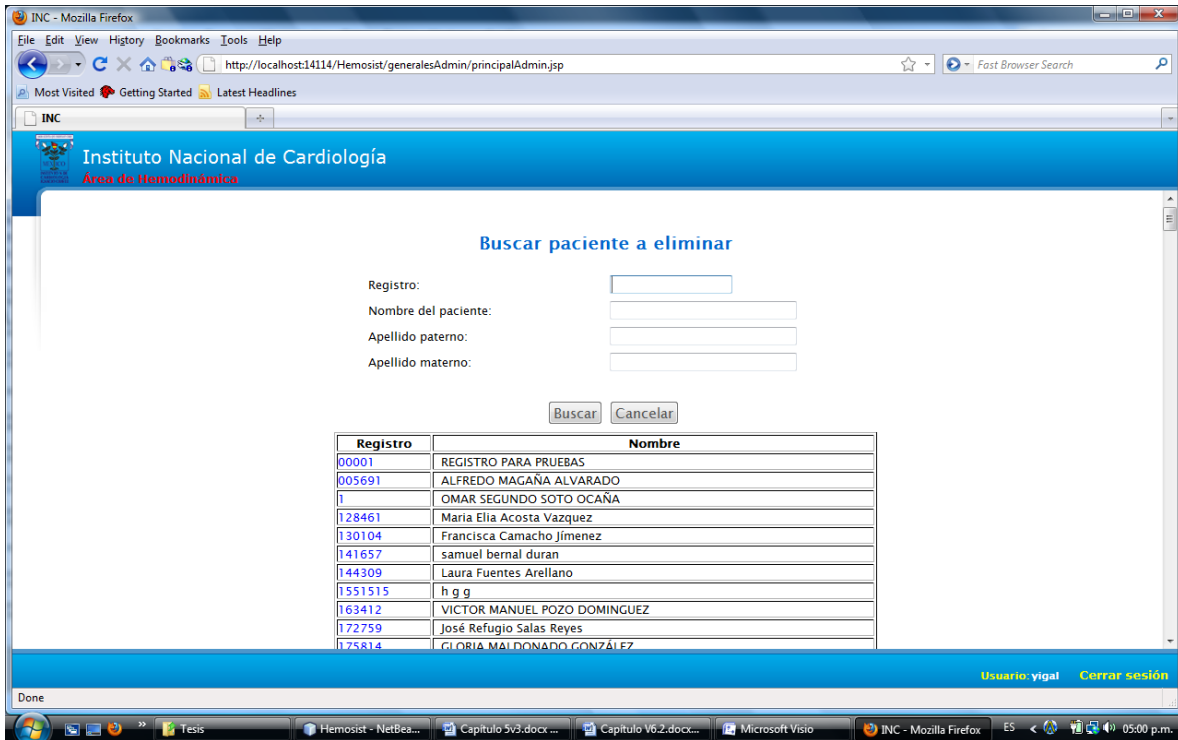 INC - Mozilla Firefox
File Edit View History Bookmarks Tools Help
http://localhost:14114/Hemosist/generalesAdmin/principalAdmin.jsp
Fast Browser Search
Most Visited Getting Started Latest Headlines
INC
Instituto Nacional de Cardiología
Área de Hemodinámica
Buscar paciente a eliminar
Registro:
Nombre del paciente:
Apellido paterno:
Apellido materno:
Buscar Cancelar
Registro Nombre
00001 REGISTRO PARA PRUEBAS
005691 ALFREDO MAGAÑA ALVARADO
1 OMAR SEGUNDO SOTO OCAÑA
128461 Maria Elia Acosta Vazquez
130104 Francisca Camacho Jímenez
141657 samuel bernal duran
144309 Laura Fuentes Arellano
1551515 h g g
163412 VICTOR MANUEL POZO DOMINGUEZ
172759 José Refugio Salas Reyes
175814 GLORIA MALDONADO GONZÁLEZ
Usuario: yigal Cerrar sesión
Done
Tesis Hemosist - NetBea... Capítulo 5v3.docx ... Capítulo V6.2.docx... Microsoft Visio INC - Mozilla Firefox ES 05:00 p.m.